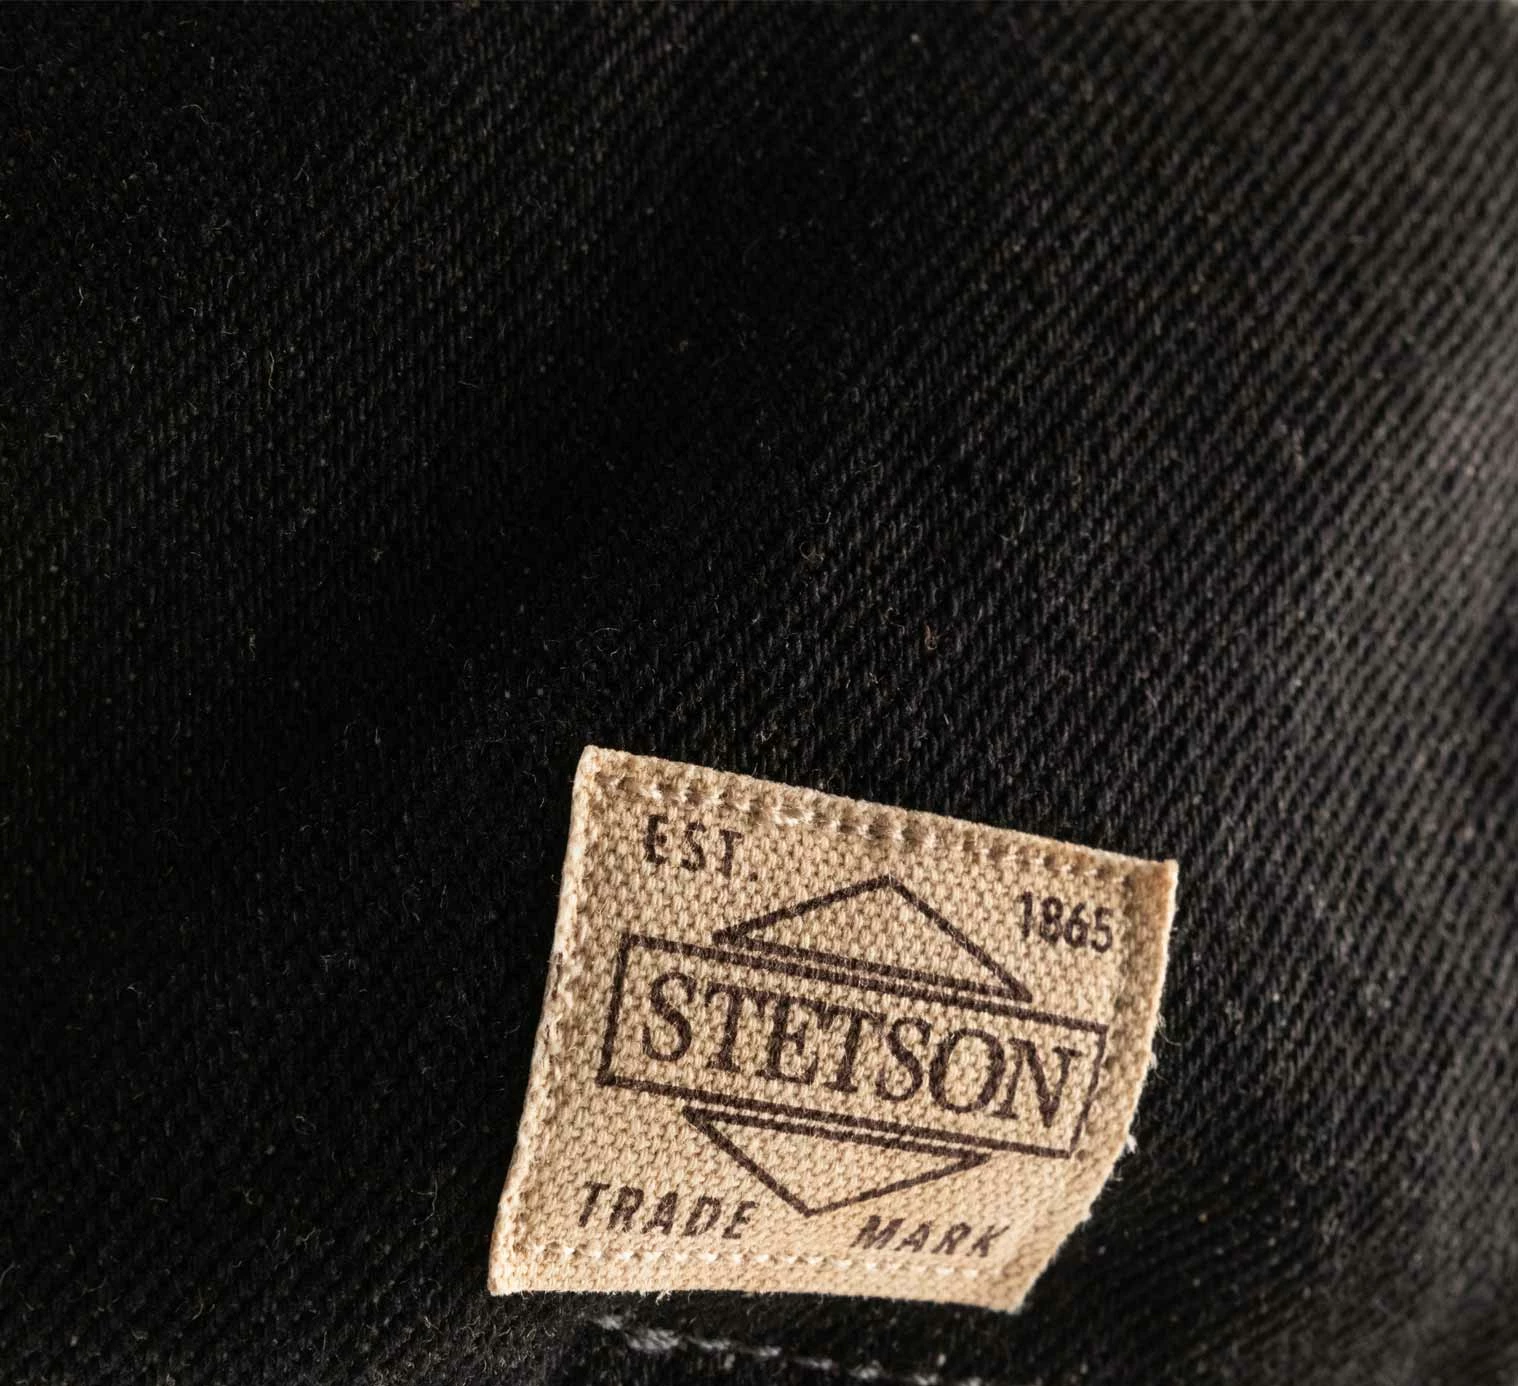 EST.
1865
STETSON
TRADE MARK